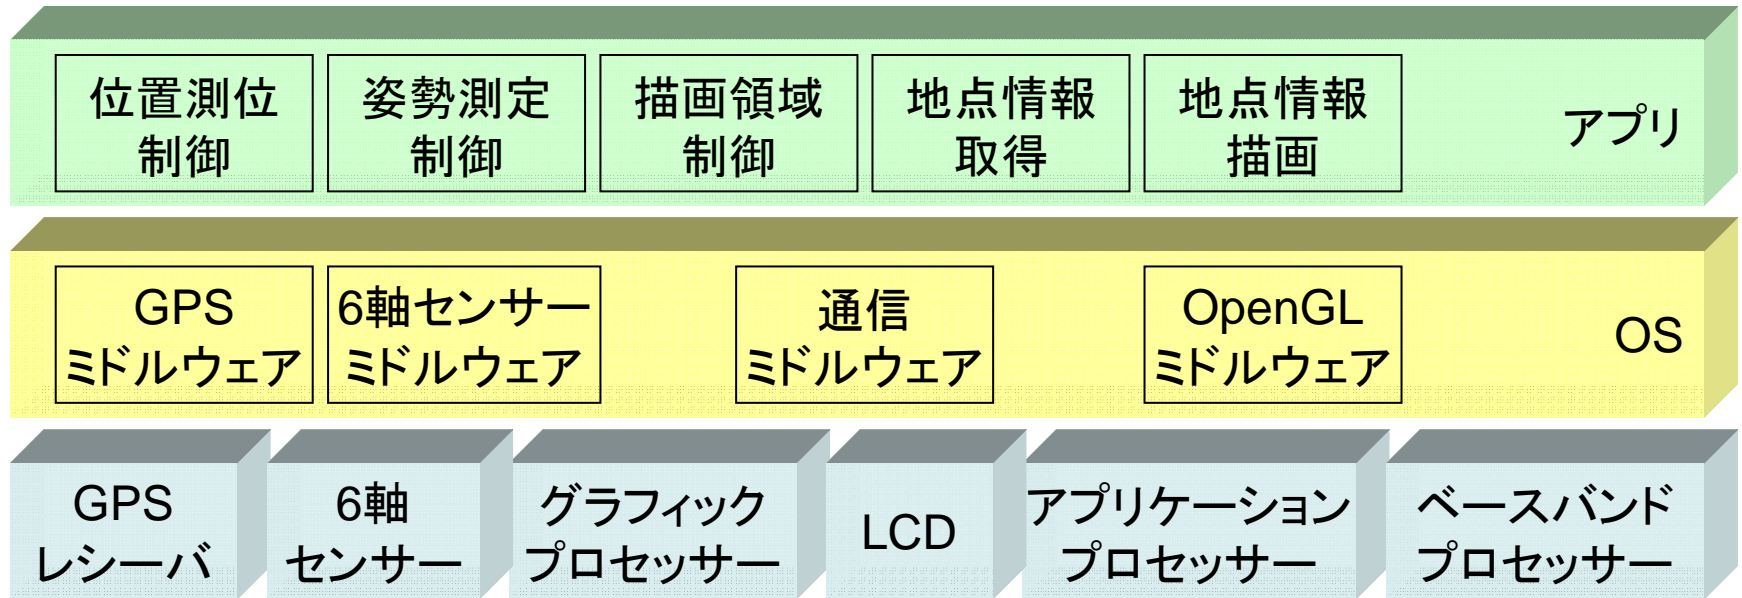 位置測位
制御
姿勢測定
制御
描画領域
制御
地点情報
取得
地点情報
描画
アプリ
GPS
ミドルウェア
6軸センサー
ミドルウェア
通信
ミドルウェア
OpenGL
ミドルウェア
OS
GPS
レシーバ
6軸
センサー
グラフィック
プロセッサー
LCD
アプリケーション
プロセッサー
ベースバンド
プロセッサー